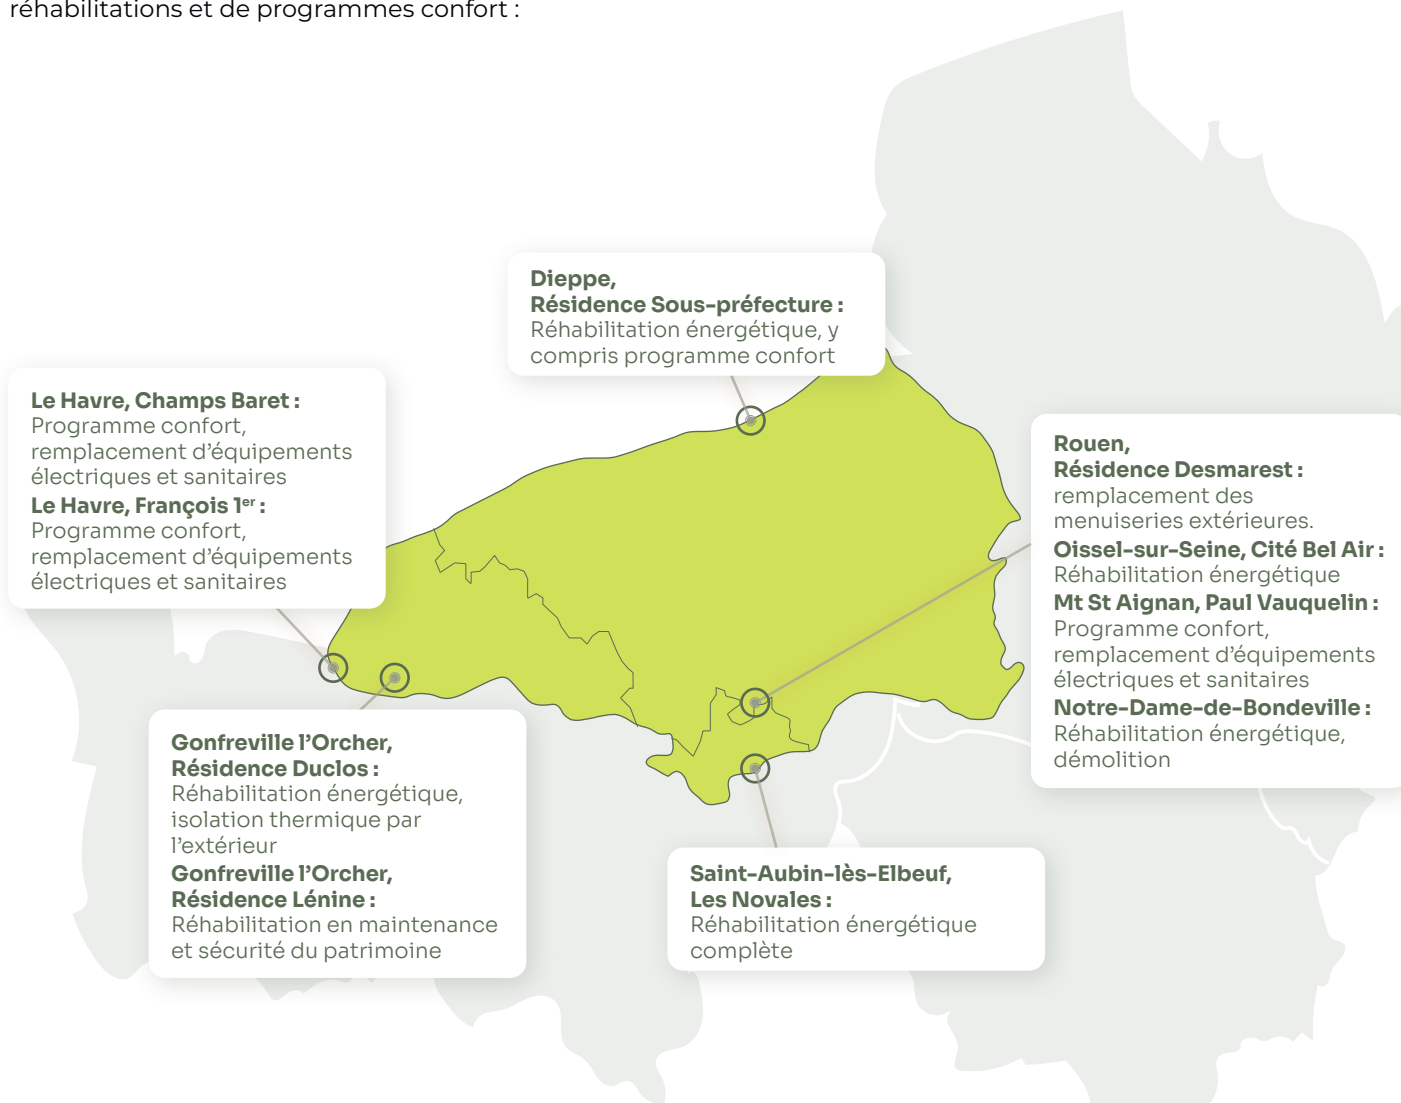 réhabilitations et de programmes confort :
Dieppe,
Résidence Sous-préfecture :
Réhabilitation énergétique, y
compris programme confort
Le Havre, Champs Baret :
Programme confort,
remplacement d’équipements
électriques et sanitaires
Le Havre, François 1er :
Programme confort,
remplacement d’équipements
électriques et sanitaires
Rouen,
Résidence Desmarest :
remplacement des
menuiseries extérieures.
Oissel-sur-Seine, Cité Bel Air :
Réhabilitation énergétique
Mt St Aignan, Paul Vauquelin :
Programme confort,
remplacement d’équipements
électriques et sanitaires
Notre-Dame-de-Bondeville :
Réhabilitation énergétique,
démolition
Gonfreville l’Orcher,
Résidence Duclos :
Réhabilitation énergétique,
isolation thermique par
l’extérieur
Gonfreville l’Orcher,
Résidence Lénine :
Réhabilitation en maintenance
et sécurité du patrimoine
Saint-Aubin-lès-Elbeuf,
Les Novales :
Réhabilitation énergétique
complète